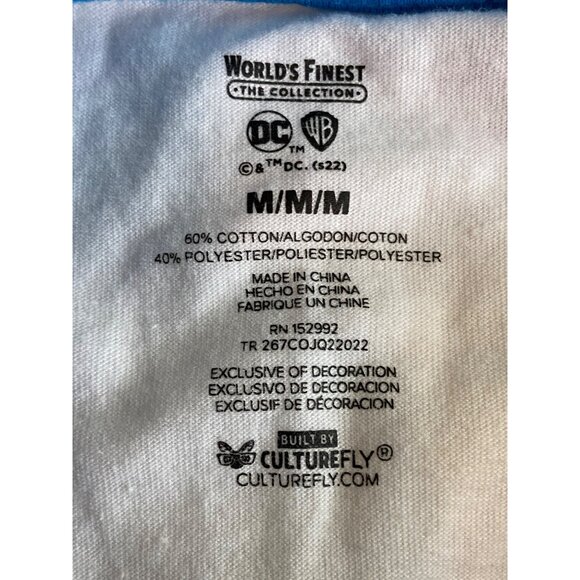 WORLD'S FINEST
• THE COLLECTION •
DC ™ WB
©&™DC. (s22)
M/M/M
60% COTTON/ALGODON/COTON
40% POLYESTER/POLIESTER/POLYESTER
MADE IN CHINA
HECHO EN CHINA
FABRIQUE UN CHINE
RN 152992
TR 267COJQ22022
EXCLUSIVE OF DECORATION
EXCLUSIVO DE DECORACION
EXCLUSIF DE DÉCORATION
BUILT BY
CULTUREFLY®
CULTUREFLY.COM